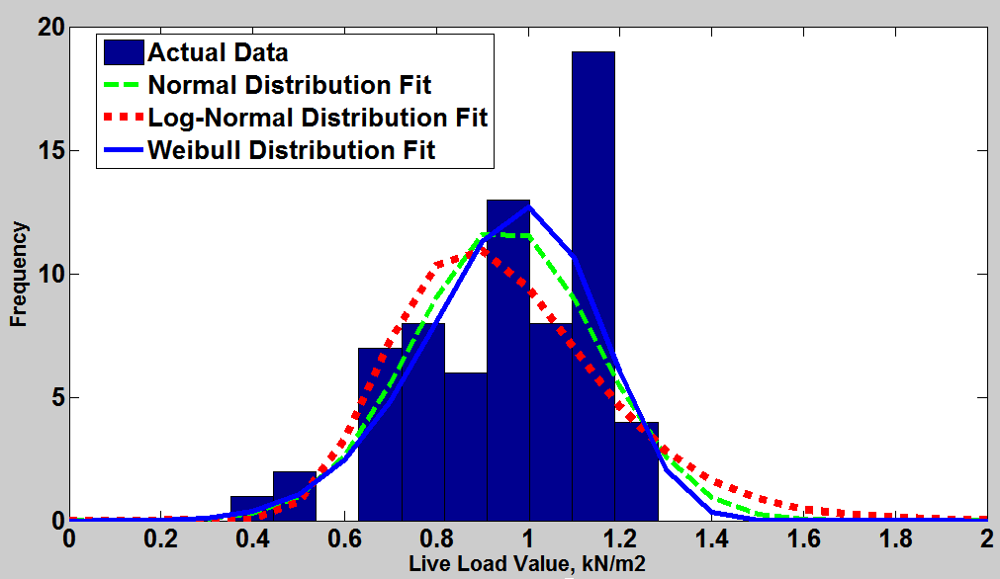 20
Actual Data
Normal Distribution Fit
Log-Normal Distribution Fit
Weibull Distribution Fit
15
10
5
0
Frequency
0 0.2 0.4 0.6 0.8 1 1.2 1.4 1.6 1.8 2
Live Load Value, kN/m2